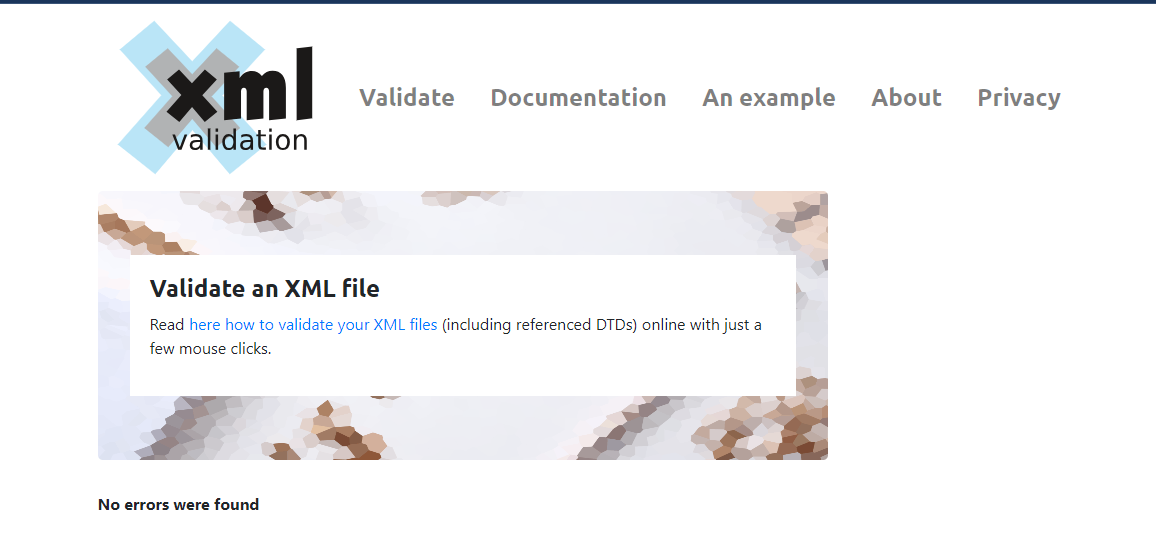 xml
validation
Validate
Documentation
An example
About
Privacy
Validate an XML file
Read here how to validate your XML files (including referenced DTDs) online with just a
few mouse clicks.
No errors were found